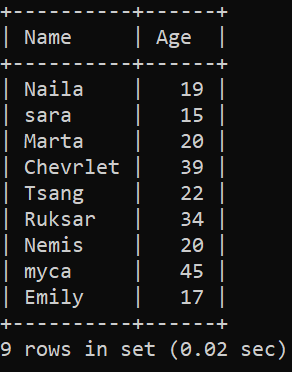 +----------+------+
| Name     | Age  |
+----------+------+
| Naila    |   19 |
| sara     |   15 |
| Marta    |   20 |
| Chevrlet |   39 |
| Tsang    |   22 |
| Ruksar   |   34 |
| Nemis    |   20 |
| myca     |   45 |
| Emily    |   17 |
+----------+------+
9 rows in set (0.02 sec)